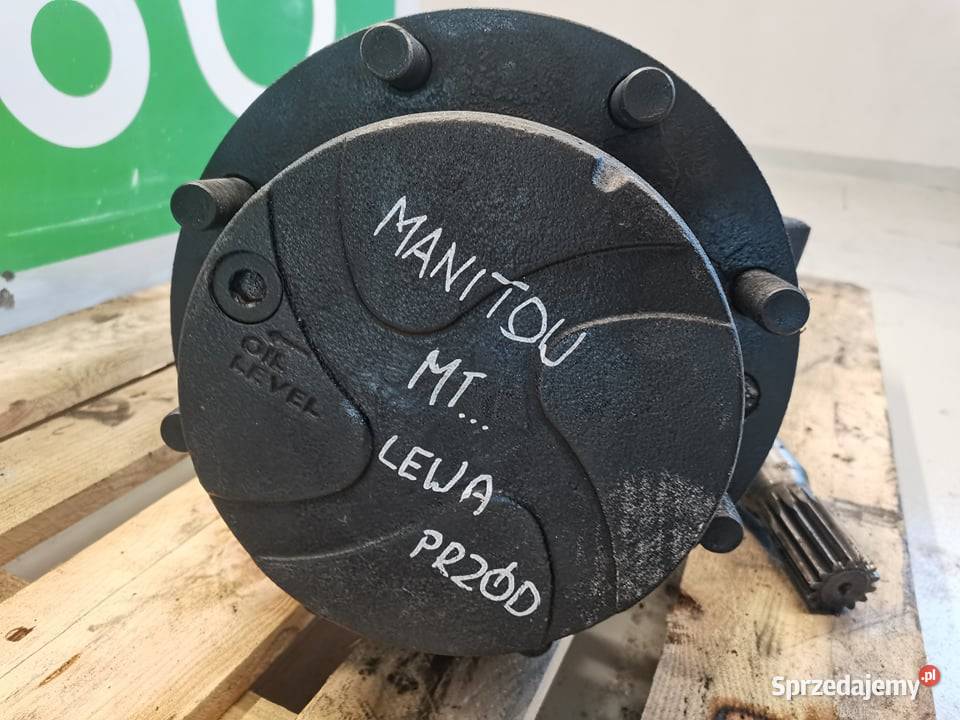 MANITOU
MT...
LEWA
PRZÓD
OIL
LEVEL
Sprzedajemy.pl